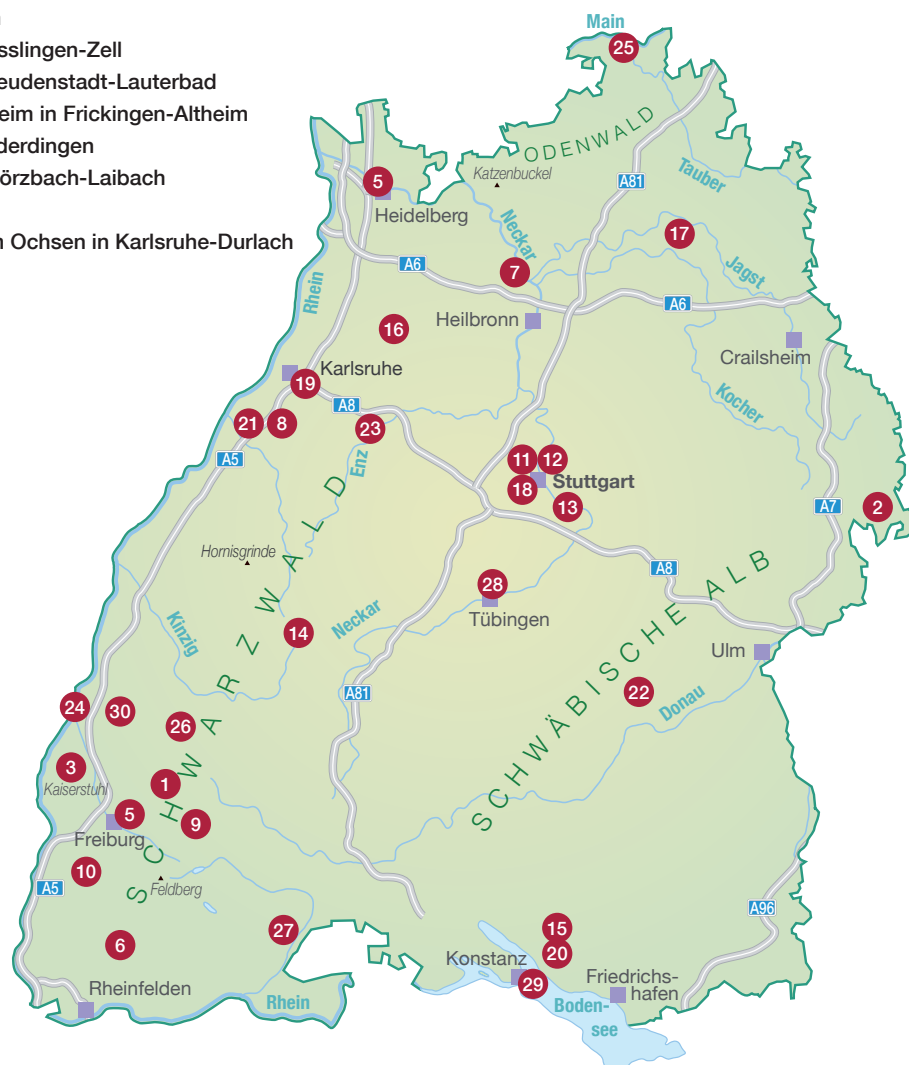 sslingen-Zell
eudenstadt-Lauterbad
eim in Frickingen-Altheim
derdingen
örzbach-Laibach
Ochsen in Karlsruhe-Durlach
Main
25
ODENWALD
Katzenbuckel
Tauber
A81
5
Heidelberg
Neckar
17
Jagst
Rhein
A6
7
A6
Heilbronn
16
Crailsheim
Karlsruhe
19
Kocher
A8
21
8
23
A5
Enz
11
12
Stuttgart
18
13
A7
2
Hornisgrinde
SCHWARZWALD
A8
28
Tübingen
SCHWÄBISCHE ALB
Kinzig
14
Neckar
Ulm
A81
22
Donau
24
30
26
3
Kaiserstuhl
1
5
9
Freiburg
10
A5
Feldberg
A96
27
15
6
20
Konstanz
29
Friedrichs-
hafen
Rheinfelden
Rhein
Boden-
see